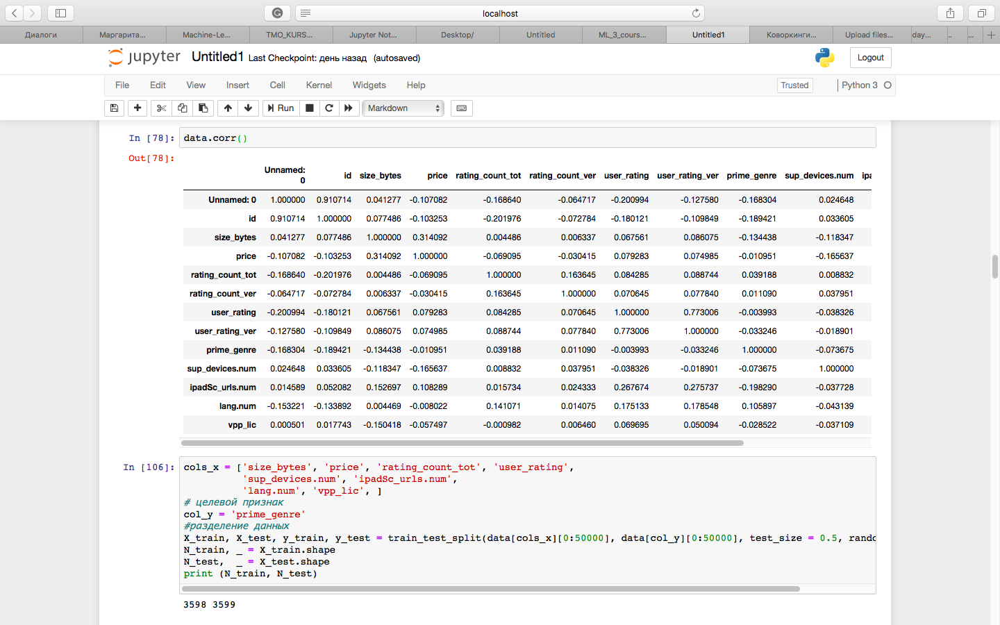 localhost
Диалоги Маргарита... Machine-Le... TMO_KURS... Jupyter Not... Desktop/ Untitled ML_3_cours... Untitled1 Коворкинги... Upload files... day... .. ...
jupyter Untitled1 Last Checkpoint: день назад (autosaved) Logout
File Edit View Insert Cell Kernel Widgets Help Trusted Python 3
Run Markdown
In [78]: data.corr()
Out[78]:
Unnamed: 0 id size_bytes price rating_count_tot rating_count_ver user_rating user_rating_ver prime_genre sup_devices.num ipa
Unnamed: 0 1.000000 0.910714 0.041277 -0.107082 -0.168640 -0.064717 -0.200994 -0.127580 -0.168304 0.024648
id 0.910714 1.000000 0.077486 -0.103253 -0.201976 -0.072784 -0.180121 -0.109849 -0.189421 0.033605
size_bytes 0.041277 0.077486 1.000000 0.314092 0.004486 0.006337 0.067561 0.086075 -0.134438 -0.118347
price -0.107082 -0.103253 0.314092 1.000000 -0.069095 -0.030415 0.079283 0.074985 -0.010951 -0.165637
rating_count_tot -0.168640 -0.201976 0.004486 -0.069095 1.000000 0.163645 0.084285 0.088744 0.039188 0.008832
rating_count_ver -0.064717 -0.072784 0.006337 -0.030415 0.163645 1.000000 0.070645 0.077840 0.011090 0.037951
user_rating -0.200994 -0.180121 0.067561 0.079283 0.084285 0.070645 1.000000 0.773006 -0.003993 -0.038326
user_rating_ver -0.127580 -0.109849 0.086075 0.074985 0.088744 0.077840 0.773006 1.000000 -0.033246 -0.018901
prime_genre -0.168304 -0.189421 -0.134438 -0.010951 0.039188 0.011090 -0.003993 -0.033246 1.000000 -0.073675
sup_devices.num 0.024648 0.033605 -0.118347 -0.165637 0.008832 0.037951 -0.038326 -0.018901 -0.073675 1.000000
ipadSc_urls.num 0.014589 0.052082 0.152697 0.108289 0.015734 0.024333 0.267674 0.275737 -0.198290 -0.037728
lang.num -0.153221 -0.133892 0.004469 -0.008022 0.141071 0.014075 0.175133 0.178548 0.105897 -0.043139
vpp_lic 0.000501 0.017743 -0.150418 -0.057497 -0.000982 0.006460 0.069695 0.050094 -0.028522 -0.037109
In [106]: cols_x = ['size_bytes', 'price', 'rating_count_tot', 'user_rating',
'sup_devices.num', 'ipadSc_urls.num',
'lang.num', 'vpp_lic', ]
# целевой признак
col_y = 'prime_genre'
#разделение данных
X_train, X_test, y_train, y_test = train_test_split(data[cols_x][0:50000], data[col_y][0:50000], test_size = 0.5, rando
N_train, _ = X_train.shape
N_test, _ = X_test.shape
print (N_train, N_test)
3598 3599